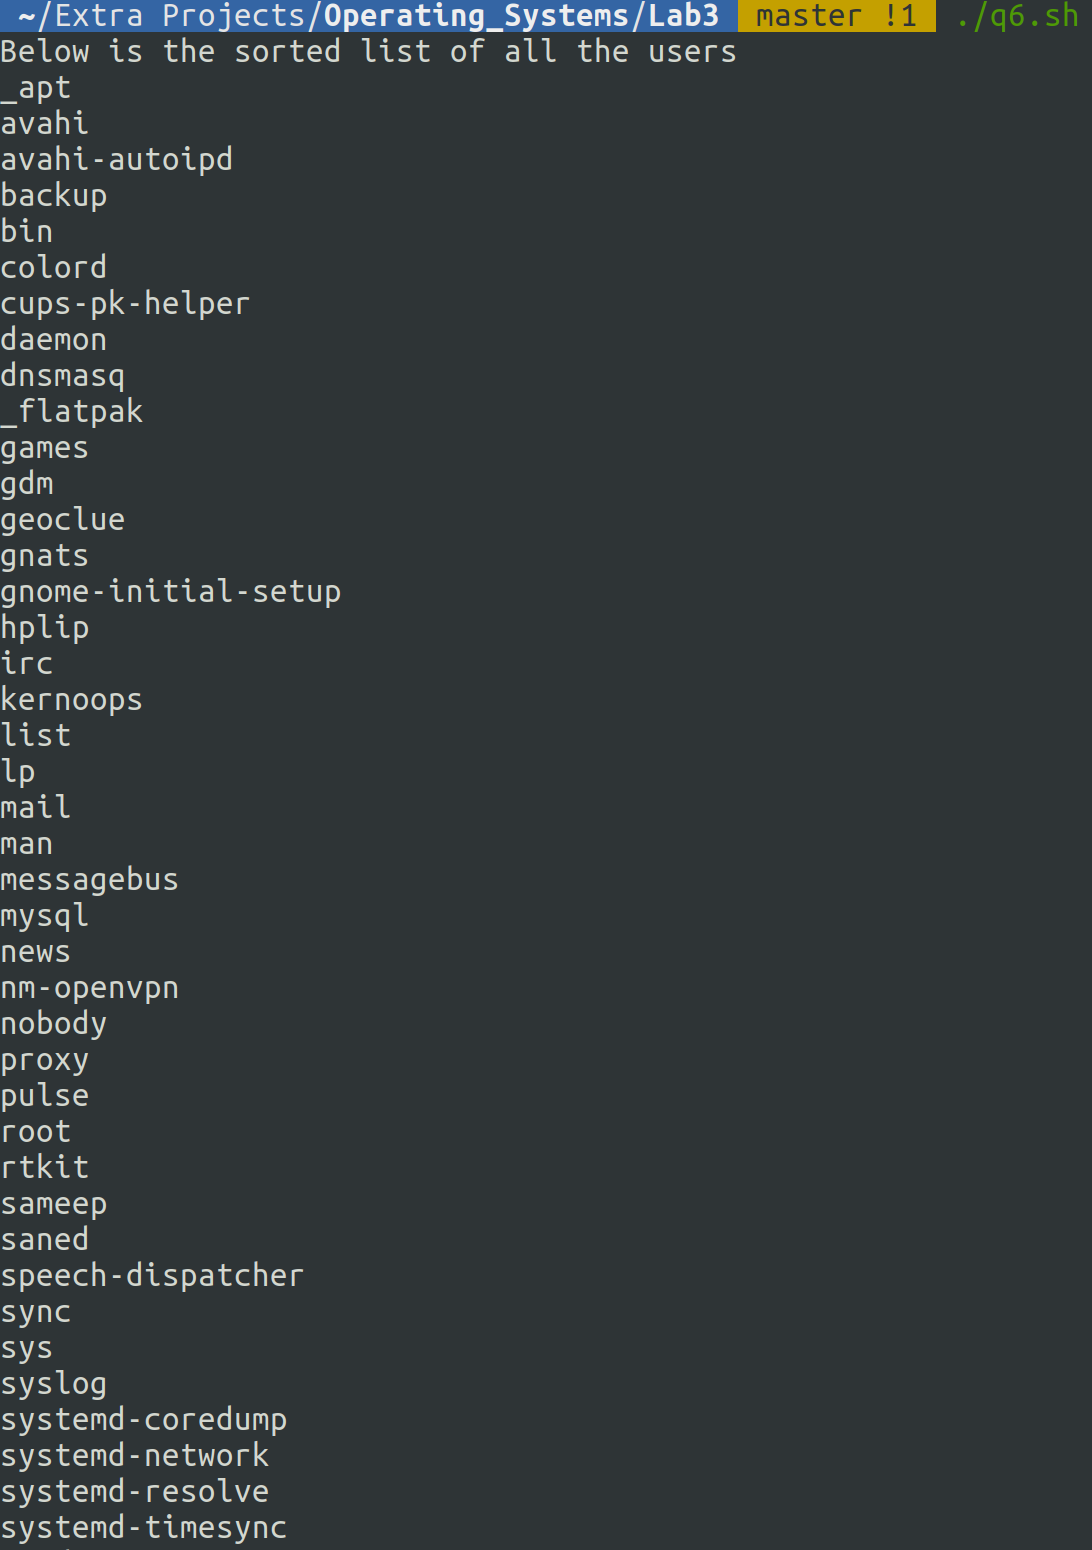 ~/Extra Projects/Operating_Systems/Lab3 master !1 ./q6.sh
Below is the sorted list of all the users
_apt
avahi
avahi-autoipd
backup
bin
colord
cups-pk-helper
daemon
dnsmasq
_flatpak
games
gdm
geoclue
gnats
gnome-initial-setup
hplip
irc
kernoops
list
lp
mail
man
messagebus
mysql
news
nm-openvpn
nobody
proxy
pulse
root
rtkit
sameep
saned
speech-dispatcher
sync
sys
syslog
systemd-coredump
systemd-network
systemd-resolve
systemd-timesync